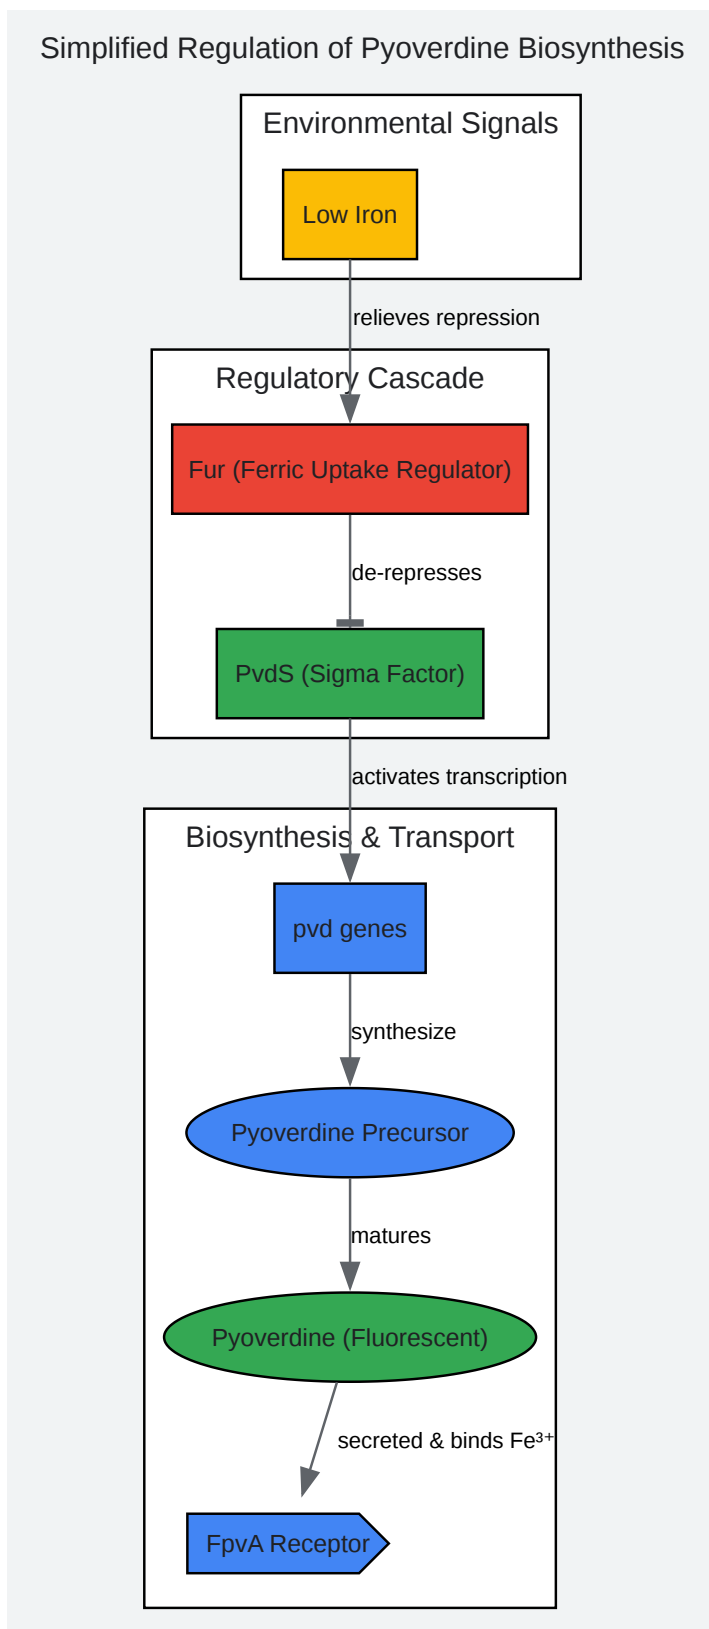 Simplified Regulation of Pyoverdine Biosynthesis
Environmental Signals
Low Iron
relieves repression
Regulatory Cascade
Fur (Ferric Uptake Regulator)
de-represses
PvdS (Sigma Factor)
activates transcription
Biosynthesis & Transport
pvd genes
synthesize
Pyoverdine Precursor
matures
Pyoverdine (Fluorescent)
secreted & binds Fe³⁺
FpvA Receptor